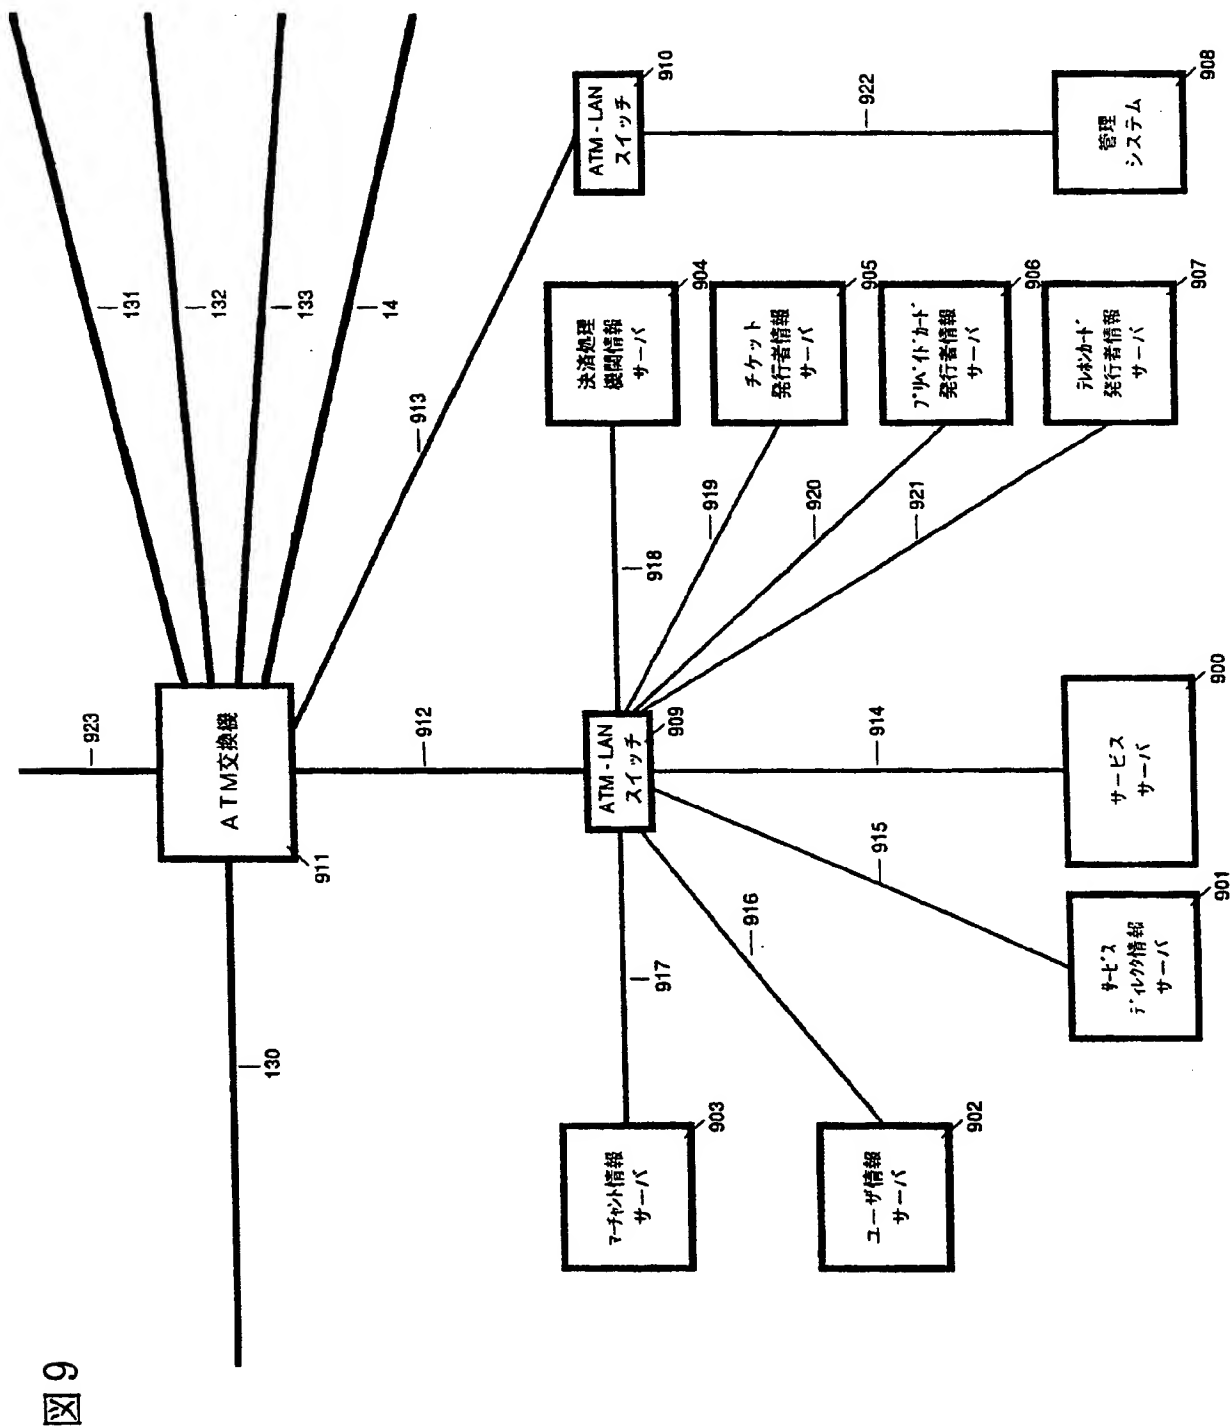 図9
130
923
ATM交換機
911
131
132
133
14
913
912
917
916
915
914
918
919
920
921
922
ATM-LAN
スイッチ
909
ATM-LAN
スイッチ
910
マーチャント情報
サーバ
903
ユーザ情報
サーバ
902
サービス
ディレクタ情報
サーバ
901
サービス
サーバ
900
決済処理
機関情報
サーバ
904
チケット
発行者情報
サーバ
905
プリペイドカード
発行者情報
サーバ
906
テレホンカード
発行者情報
サーバ
907
管理
システム
908